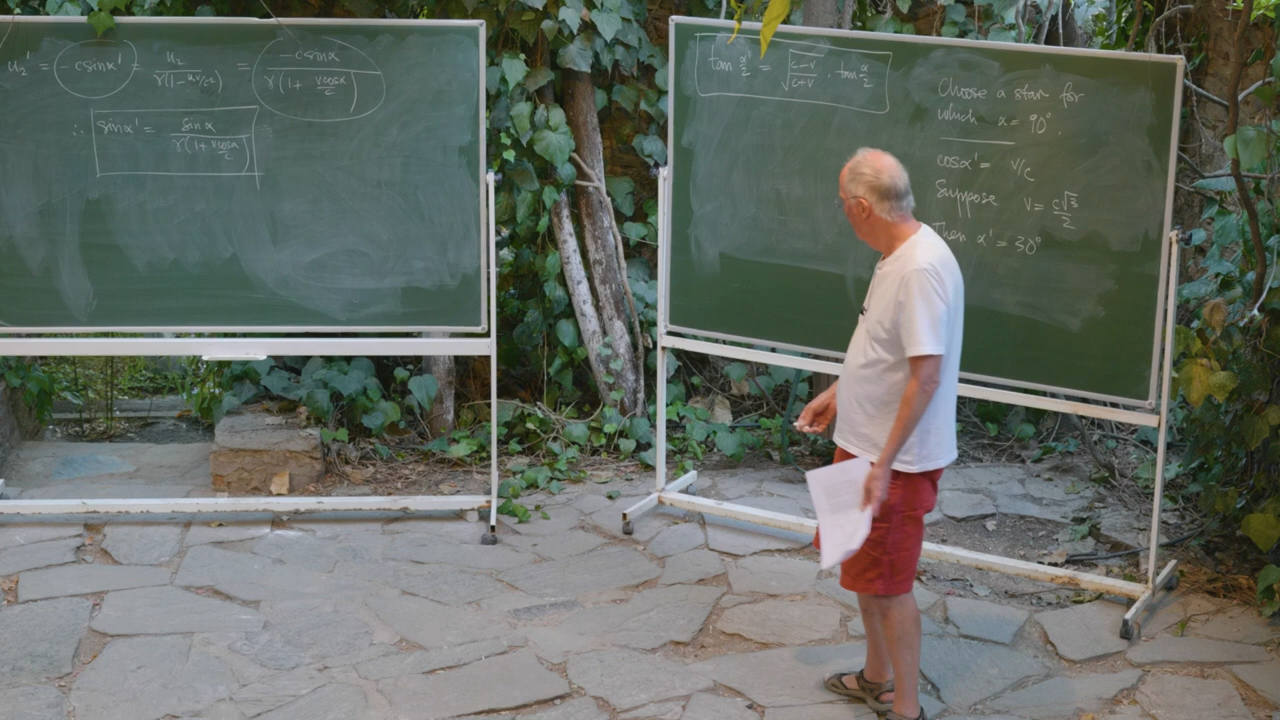 u₂' = -c sinα' = u₂ / γ(1 - u₁v/c²) = -c sinα / γ(1 + v cosα / c)
∴ sinα' = sinα / γ(1 + v cosα / c)
tan α'/2 = √(c-v / c+v) · tan α/2
Choose a star for
which α = 90°.
cosα' = v/c
Suppose v = c√3 / 2
Then α' = 30°